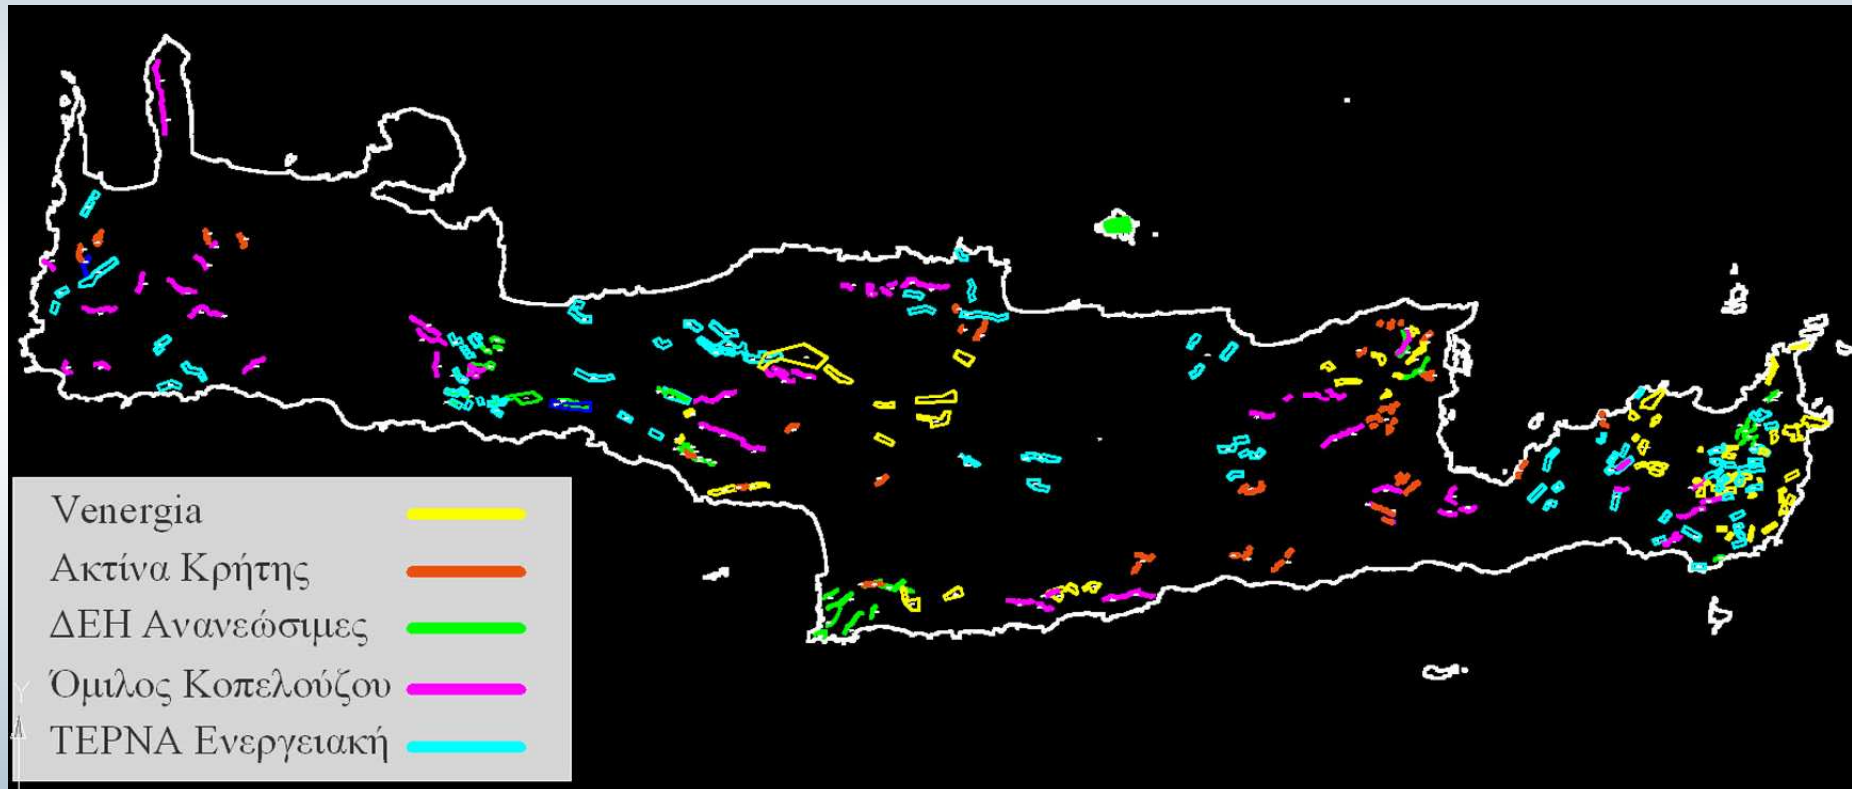 Venergia
Ακτίνα Κρήτης
ΔΕΗ Ανανεώσιμες
Όμιλος Κοπελούζου
ΤΕΡΝΑ Ενεργειακή
Y